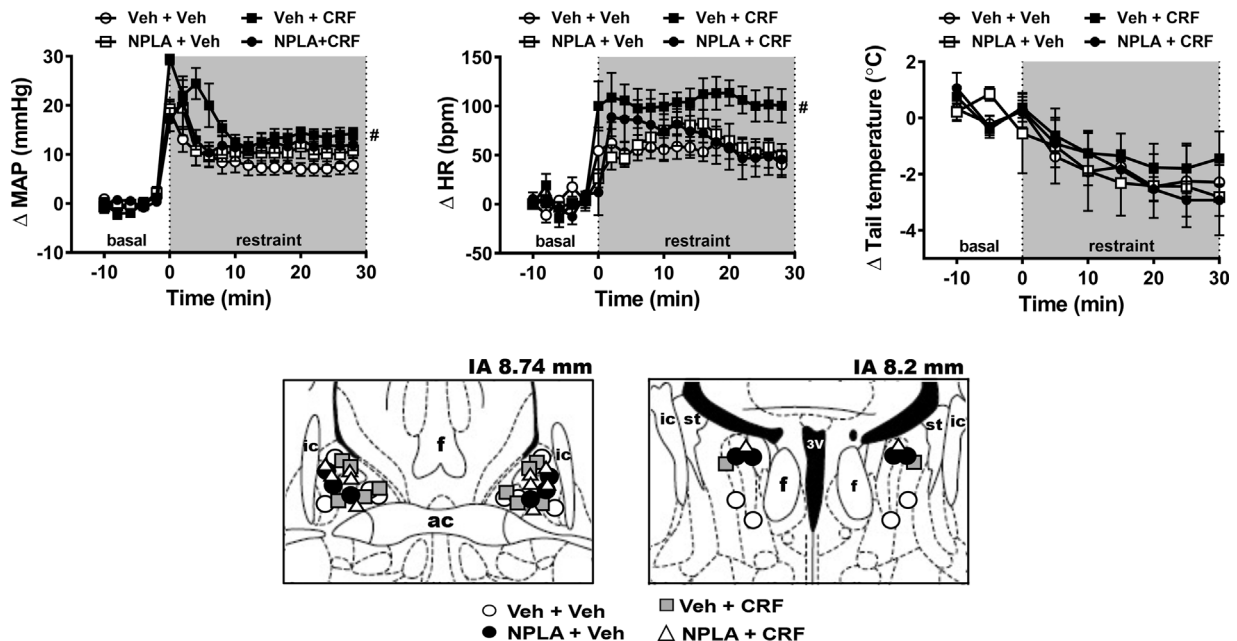 Veh + Veh Veh + CRF
NPLA + Veh NPLA+CRF
Δ MAP (mmHg)
30
20
10
0
-10
basal restraint
#
-10 0 10 20 30
Time (min)
Veh + Veh Veh + CRF
NPLA + Veh NPLA + CRF
Δ HR (bpm)
150
100
50
0
-50
basal restraint
#
-10 0 10 20 30
Time (min)
Veh + Veh Veh + CRF
NPLA + Veh NPLA + CRF
Δ Tail temperature (°C)
2
0
-2
-4
basal restraint
-10 0 10 20 30
Time (min)
IA 8.74 mm
ic f ic
ac
IA 8.2 mm
ic st 3V st ic
f f
Veh + Veh Veh + CRF
NPLA + Veh NPLA + CRF